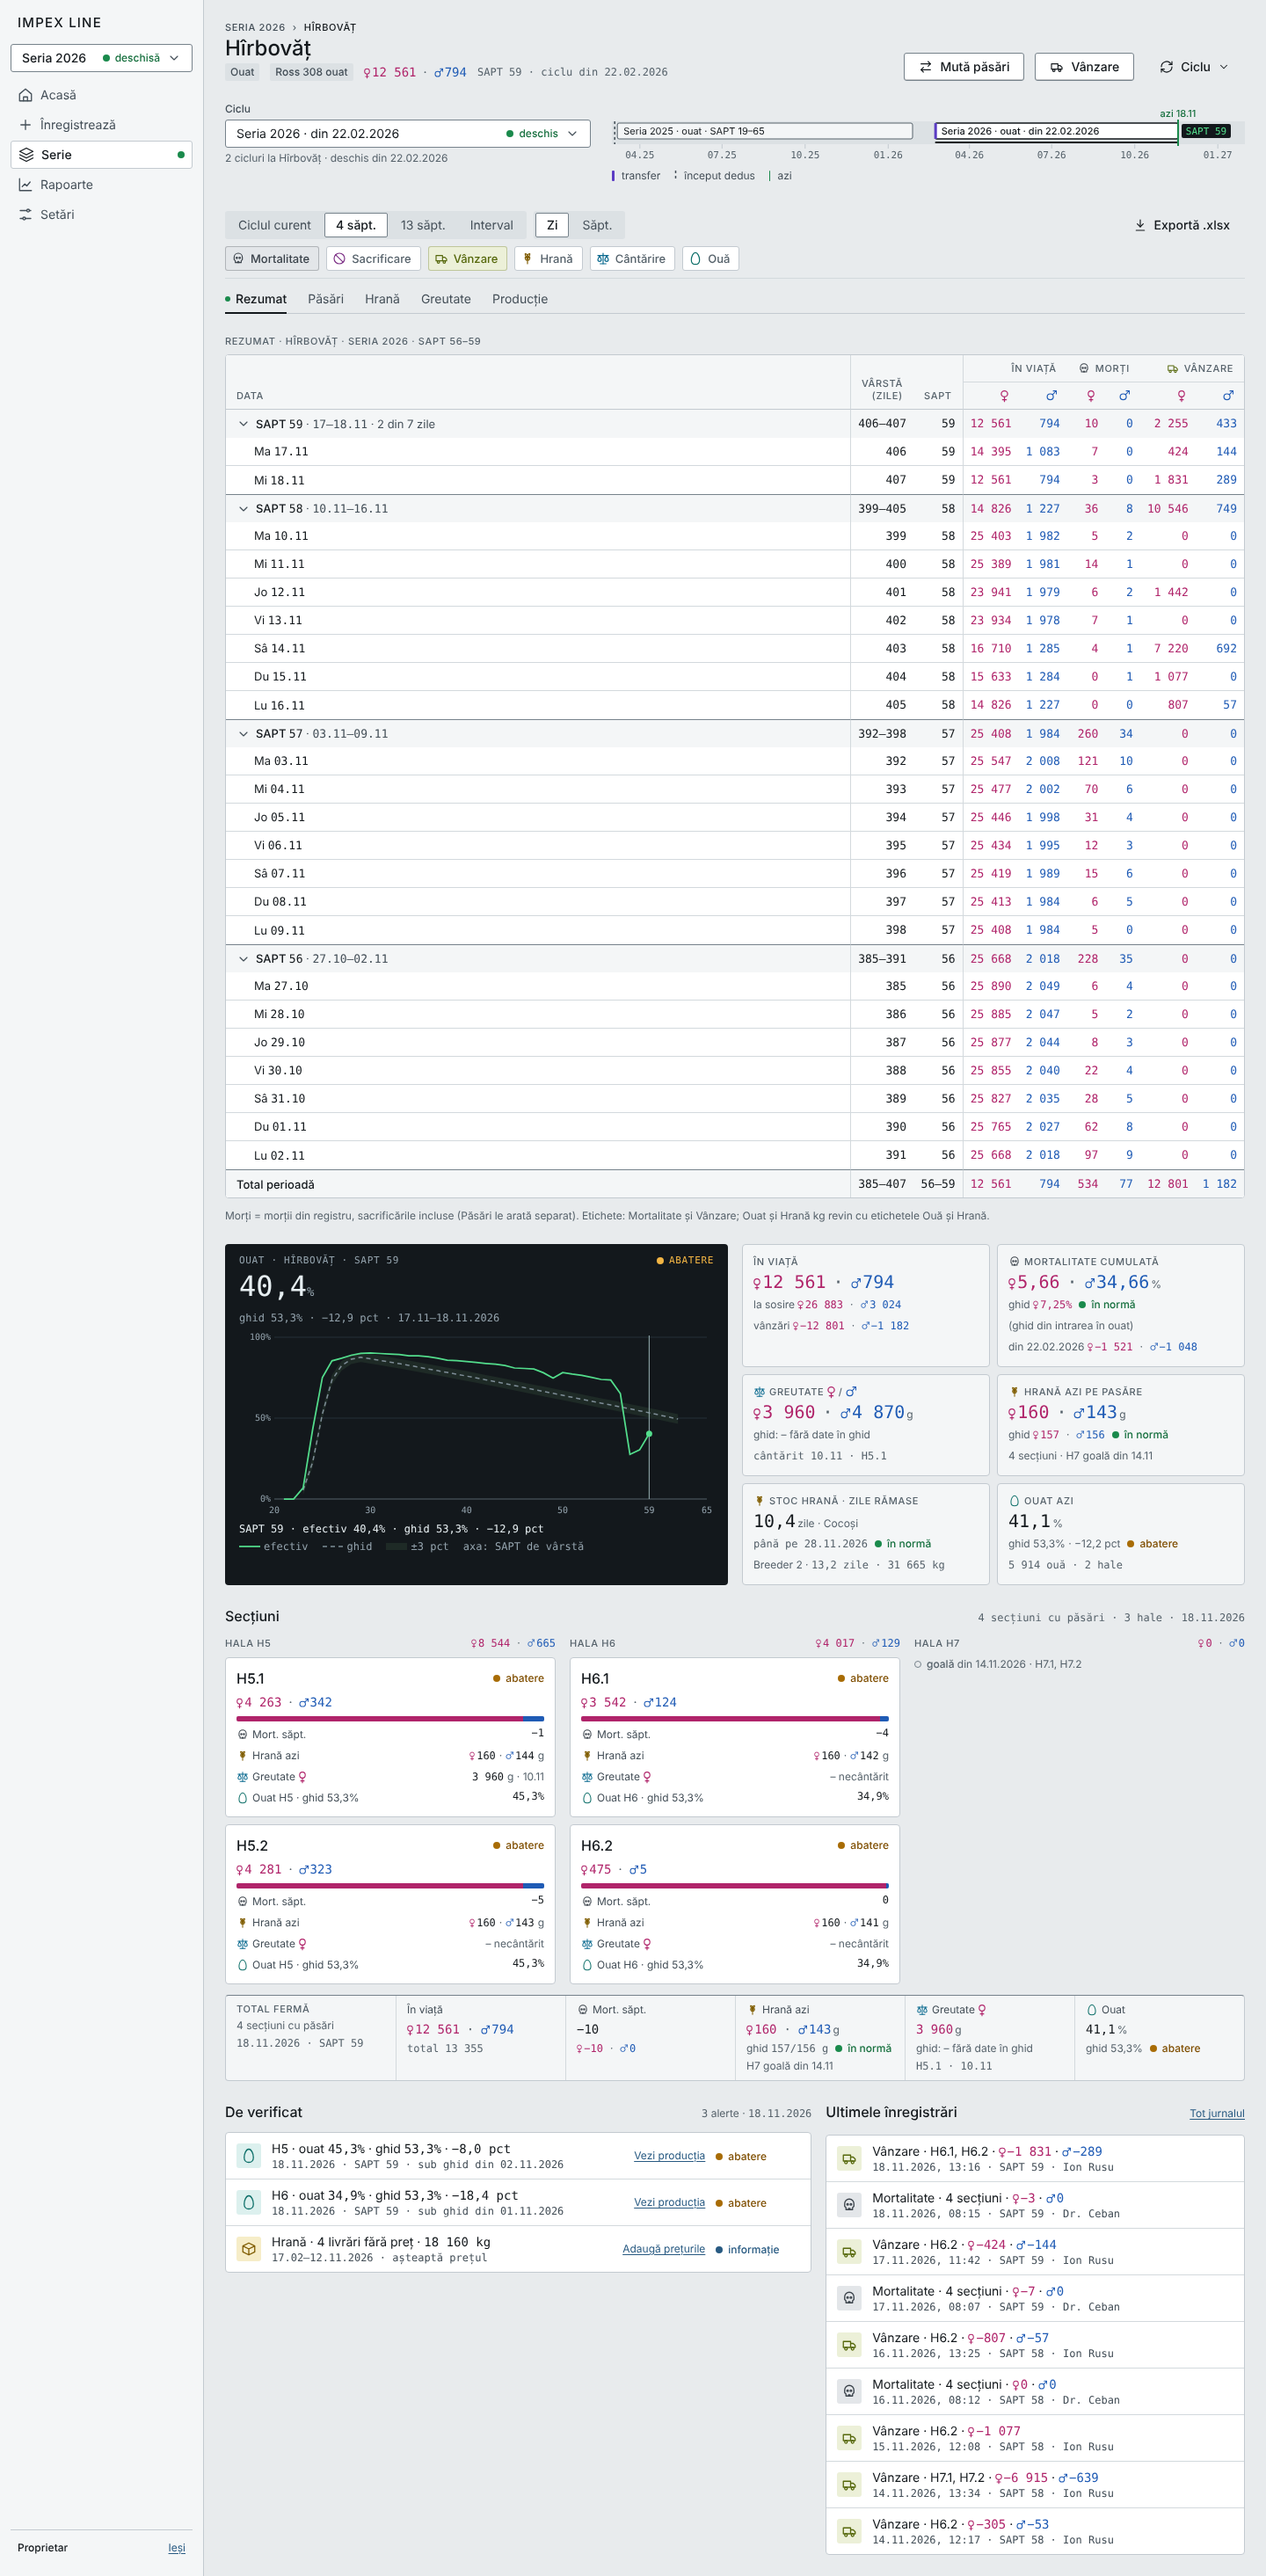 IMPEX LINE
Seria 2026 deschisă
Acasă
Înregistrează
Serie
Rapoarte
Setări
SERIA 2026 › HÎRBOVĂȚ
Hîrbovăț
Ouat Ross 308 ouat ♀12 561 · ♂794 SAPT 59 · ciclu din 22.02.2026
Mută păsări Vânzare Ciclu
Ciclu
Seria 2026 · din 22.02.2026 deschis
2 cicluri la Hîrbovăț · deschis din 22.02.2026
azi 18.11
Seria 2025 · ouat · SAPT 19–65 Seria 2026 · ouat · din 22.02.2026 SAPT 59
04.25 07.25 10.25 01.26 04.26 07.26 10.26 01.27
transfer început dedus azi
Ciclul curent 4 săpt. 13 săpt. Interval Zi Săpt. Exportă .xlsx
Mortalitate Sacrificare Vânzare Hrană Cântărire Ouă
Rezumat Păsări Hrană Greutate Producție
REZUMAT · HÎRBOVĂȚ · SERIA 2026 · SAPT 56–59
DATA VÂRSTĂ (ZILE) SAPT ÎN VIAȚĂ MORȚI VÂNZARE
♀ ♂ ♀ ♂ ♀ ♂
SAPT 59 · 17–18.11 · 2 din 7 zile 406–407 59 12 561 794 10 0 2 255 433
Ma 17.11 406 59 14 395 1 083 7 0 424 144
Mi 18.11 407 59 12 561 794 3 0 1 831 289
SAPT 58 · 10.11–16.11 399–405 58 14 826 1 227 36 8 10 546 749
Ma 10.11 399 58 25 403 1 982 5 2 0 0
Mi 11.11 400 58 25 389 1 981 14 1 0 0
Jo 12.11 401 58 23 941 1 979 6 2 1 442 0
Vi 13.11 402 58 23 934 1 978 7 1 0 0
Sâ 14.11 403 58 16 710 1 285 4 1 7 220 692
Du 15.11 404 58 15 633 1 284 0 1 1 077 0
Lu 16.11 405 58 14 826 1 227 0 0 807 57
SAPT 57 · 03.11–09.11 392–398 57 25 408 1 984 260 34 0 0
Ma 03.11 392 57 25 547 2 008 121 10 0 0
Mi 04.11 393 57 25 477 2 002 70 6 0 0
Jo 05.11 394 57 25 446 1 998 31 4 0 0
Vi 06.11 395 57 25 434 1 995 12 3 0 0
Sâ 07.11 396 57 25 419 1 989 15 6 0 0
Du 08.11 397 57 25 413 1 984 6 5 0 0
Lu 09.11 398 57 25 408 1 984 5 0 0 0
SAPT 56 · 27.10–02.11 385–391 56 25 668 2 018 228 35 0 0
Ma 27.10 385 56 25 890 2 049 6 4 0 0
Mi 28.10 386 56 25 885 2 047 5 2 0 0
Jo 29.10 387 56 25 877 2 044 8 3 0 0
Vi 30.10 388 56 25 855 2 040 22 4 0 0
Sâ 31.10 389 56 25 827 2 035 28 5 0 0
Du 01.11 390 56 25 765 2 027 62 8 0 0
Lu 02.11 391 56 25 668 2 018 97 9 0 0
Total perioadă 385–407 56–59 12 561 794 534 77 12 801 1 182
Morți = morții din registru, sacrificările incluse (Păsări le arată separat). Etichete: Mortalitate și Vânzare; Ouat și Hrană kg revin cu etichetele Ouă și Hrană.
OUAT · HÎRBOVĂȚ · SAPT 59 ABATERE
40,4%
ghid 53,3% · −12,9 pct · 17.11–18.11.2026
100%
50%
0%
20 30 40 50 59 65
SAPT 59 · efectiv 40,4% · ghid 53,3% · −12,9 pct
efectiv ghid ±3 pct axa: SAPT de vârstă
ÎN VIAȚĂ
♀12 561 · ♂794
la sosire ♀26 883 · ♂3 024
vânzări ♀−12 801 · ♂−1 182
MORTALITATE CUMULATĂ
♀5,66 · ♂34,66%
ghid ♀7,25% în normă
(ghid din intrarea în ouat)
din 22.02.2026 ♀−1 521 · ♂−1 048
GREUTATE ♀ / ♂
♀3 960 · ♂4 870g
ghid: – fără date în ghid
cântărit 10.11 · H5.1
HRANĂ AZI PE PASĂRE
♀160 · ♂143g
ghid ♀157 · ♂156 în normă
4 secțiuni · H7 goală din 14.11
STOC HRANĂ · ZILE RĂMASE
10,4 zile · Cocoși
până pe 28.11.2026 în normă
Breeder 2 · 13,2 zile · 31 665 kg
OUAT AZI
41,1%
ghid 53,3% · −12,2 pct abatere
5 914 ouă · 2 hale
Secțiuni 4 secțiuni cu păsări · 3 hale · 18.11.2026
HALA H5 ♀8 544 · ♂665
H5.1 abatere
♀4 263 · ♂342
Mort. săpt. −1
Hrană azi ♀160 · ♂144 g
Greutate ♀ 3 960 g · 10.11
Ouat H5 · ghid 53,3% 45,3%
H5.2 abatere
♀4 281 · ♂323
Mort. săpt. −5
Hrană azi ♀160 · ♂143 g
Greutate ♀ – necântărit
Ouat H5 · ghid 53,3% 45,3%
HALA H6 ♀4 017 · ♂129
H6.1 abatere
♀3 542 · ♂124
Mort. săpt. −4
Hrană azi ♀160 · ♂142 g
Greutate ♀ – necântărit
Ouat H6 · ghid 53,3% 34,9%
H6.2 abatere
♀475 · ♂5
Mort. săpt. 0
Hrană azi ♀160 · ♂141 g
Greutate ♀ – necântărit
Ouat H6 · ghid 53,3% 34,9%
HALA H7 ♀0 · ♂0
goală din 14.11.2026 · H7.1, H7.2
TOTAL FERMĂ
4 secțiuni cu păsări
18.11.2026 · SAPT 59
În viață
♀12 561 · ♂794
total 13 355
Mort. săpt.
−10
♀−10 · ♂0
Hrană azi
♀160 · ♂143g
ghid 157/156 g în normă
H7 goală din 14.11
Greutate ♀
3 960g
ghid: – fără date în ghid
H5.1 · 10.11
Ouat
41,1%
ghid 53,3% abatere
De verificat 3 alerte · 18.11.2026
H5 · ouat 45,3% · ghid 53,3% · −8,0 pct
18.11.2026 · SAPT 59 · sub ghid din 02.11.2026
Vezi producția abatere
H6 · ouat 34,9% · ghid 53,3% · −18,4 pct
18.11.2026 · SAPT 59 · sub ghid din 01.11.2026
Vezi producția abatere
Hrană · 4 livrări fără preț · 18 160 kg
17.02–12.11.2026 · așteaptă prețul
Adaugă prețurile informație
Ultimele înregistrări Tot jurnalul
Vânzare · H6.1, H6.2 · ♀−1 831 · ♂−289
18.11.2026, 13:16 · SAPT 59 · Ion Rusu
Mortalitate · 4 secțiuni · ♀−3 · ♂0
18.11.2026, 08:15 · SAPT 59 · Dr. Ceban
Vânzare · H6.2 · ♀−424 · ♂−144
17.11.2026, 11:42 · SAPT 59 · Ion Rusu
Mortalitate · 4 secțiuni · ♀−7 · ♂0
17.11.2026, 08:07 · SAPT 59 · Dr. Ceban
Vânzare · H6.2 · ♀−807 · ♂−57
16.11.2026, 13:25 · SAPT 58 · Ion Rusu
Mortalitate · 4 secțiuni · ♀0 · ♂0
16.11.2026, 08:12 · SAPT 58 · Dr. Ceban
Vânzare · H6.2 · ♀−1 077
15.11.2026, 12:08 · SAPT 58 · Ion Rusu
Vânzare · H7.1, H7.2 · ♀−6 915 · ♂−639
14.11.2026, 13:34 · SAPT 58 · Ion Rusu
Vânzare · H6.2 · ♀−305 · ♂−53
14.11.2026, 12:17 · SAPT 58 · Ion Rusu
Proprietar Ieși